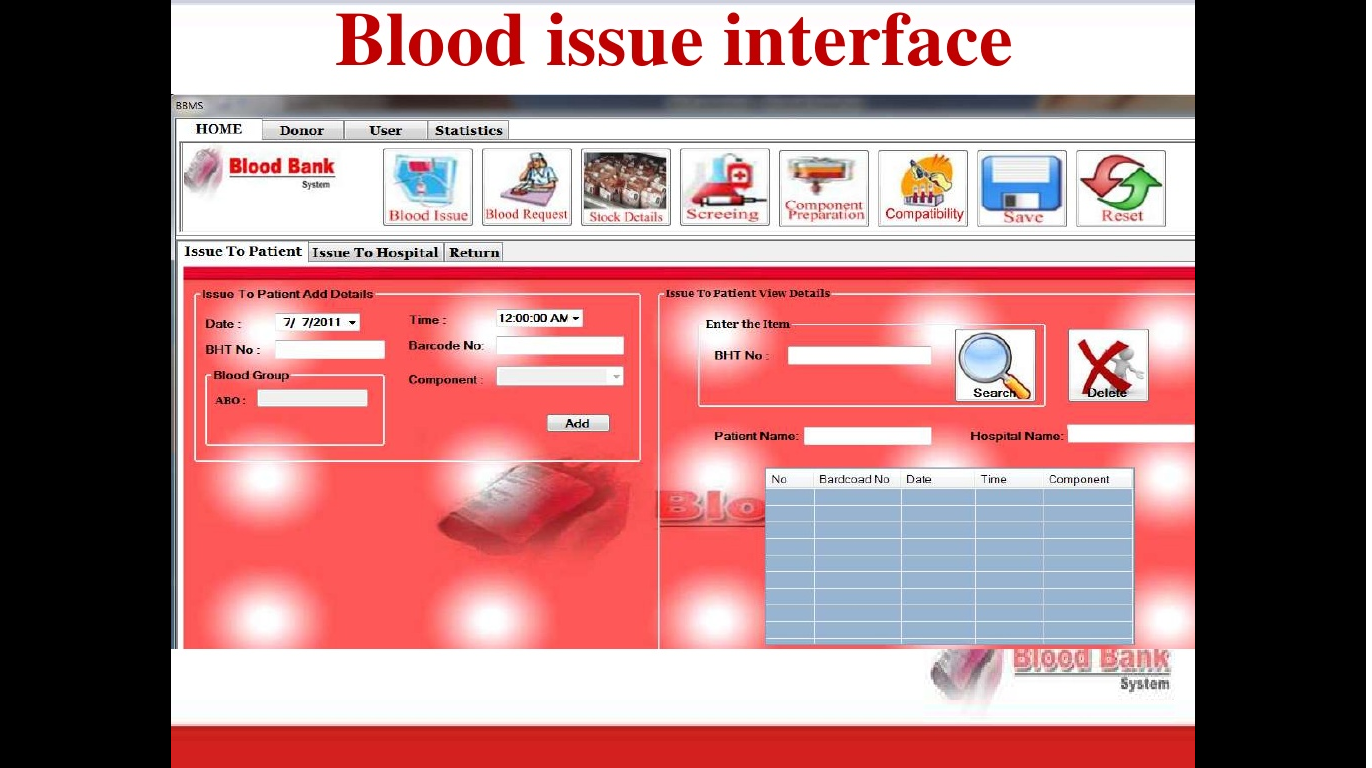 Blood issue interface
BBMS
HOME Donor User Statistics
Blood Bank
System
Blood Issue
Blood Request
Stock Details
Screeing
Component
Preparation
Compatibility
Save
Reset
Issue To Patient Issue To Hospital Return
Issue To Patient Add Details
Date : 7/ 7/2011
Time : 12:00:00 AM
BHT No :
Barcode No:
Blood Group
ABO :
Component :
Add
Issue To Patient View Details
Enter the Item
BHT No :
Search
Delete
Patient Name:
Hospital Name:
No Bardcoad No Date Time Component
Blo
Blood Bank
System